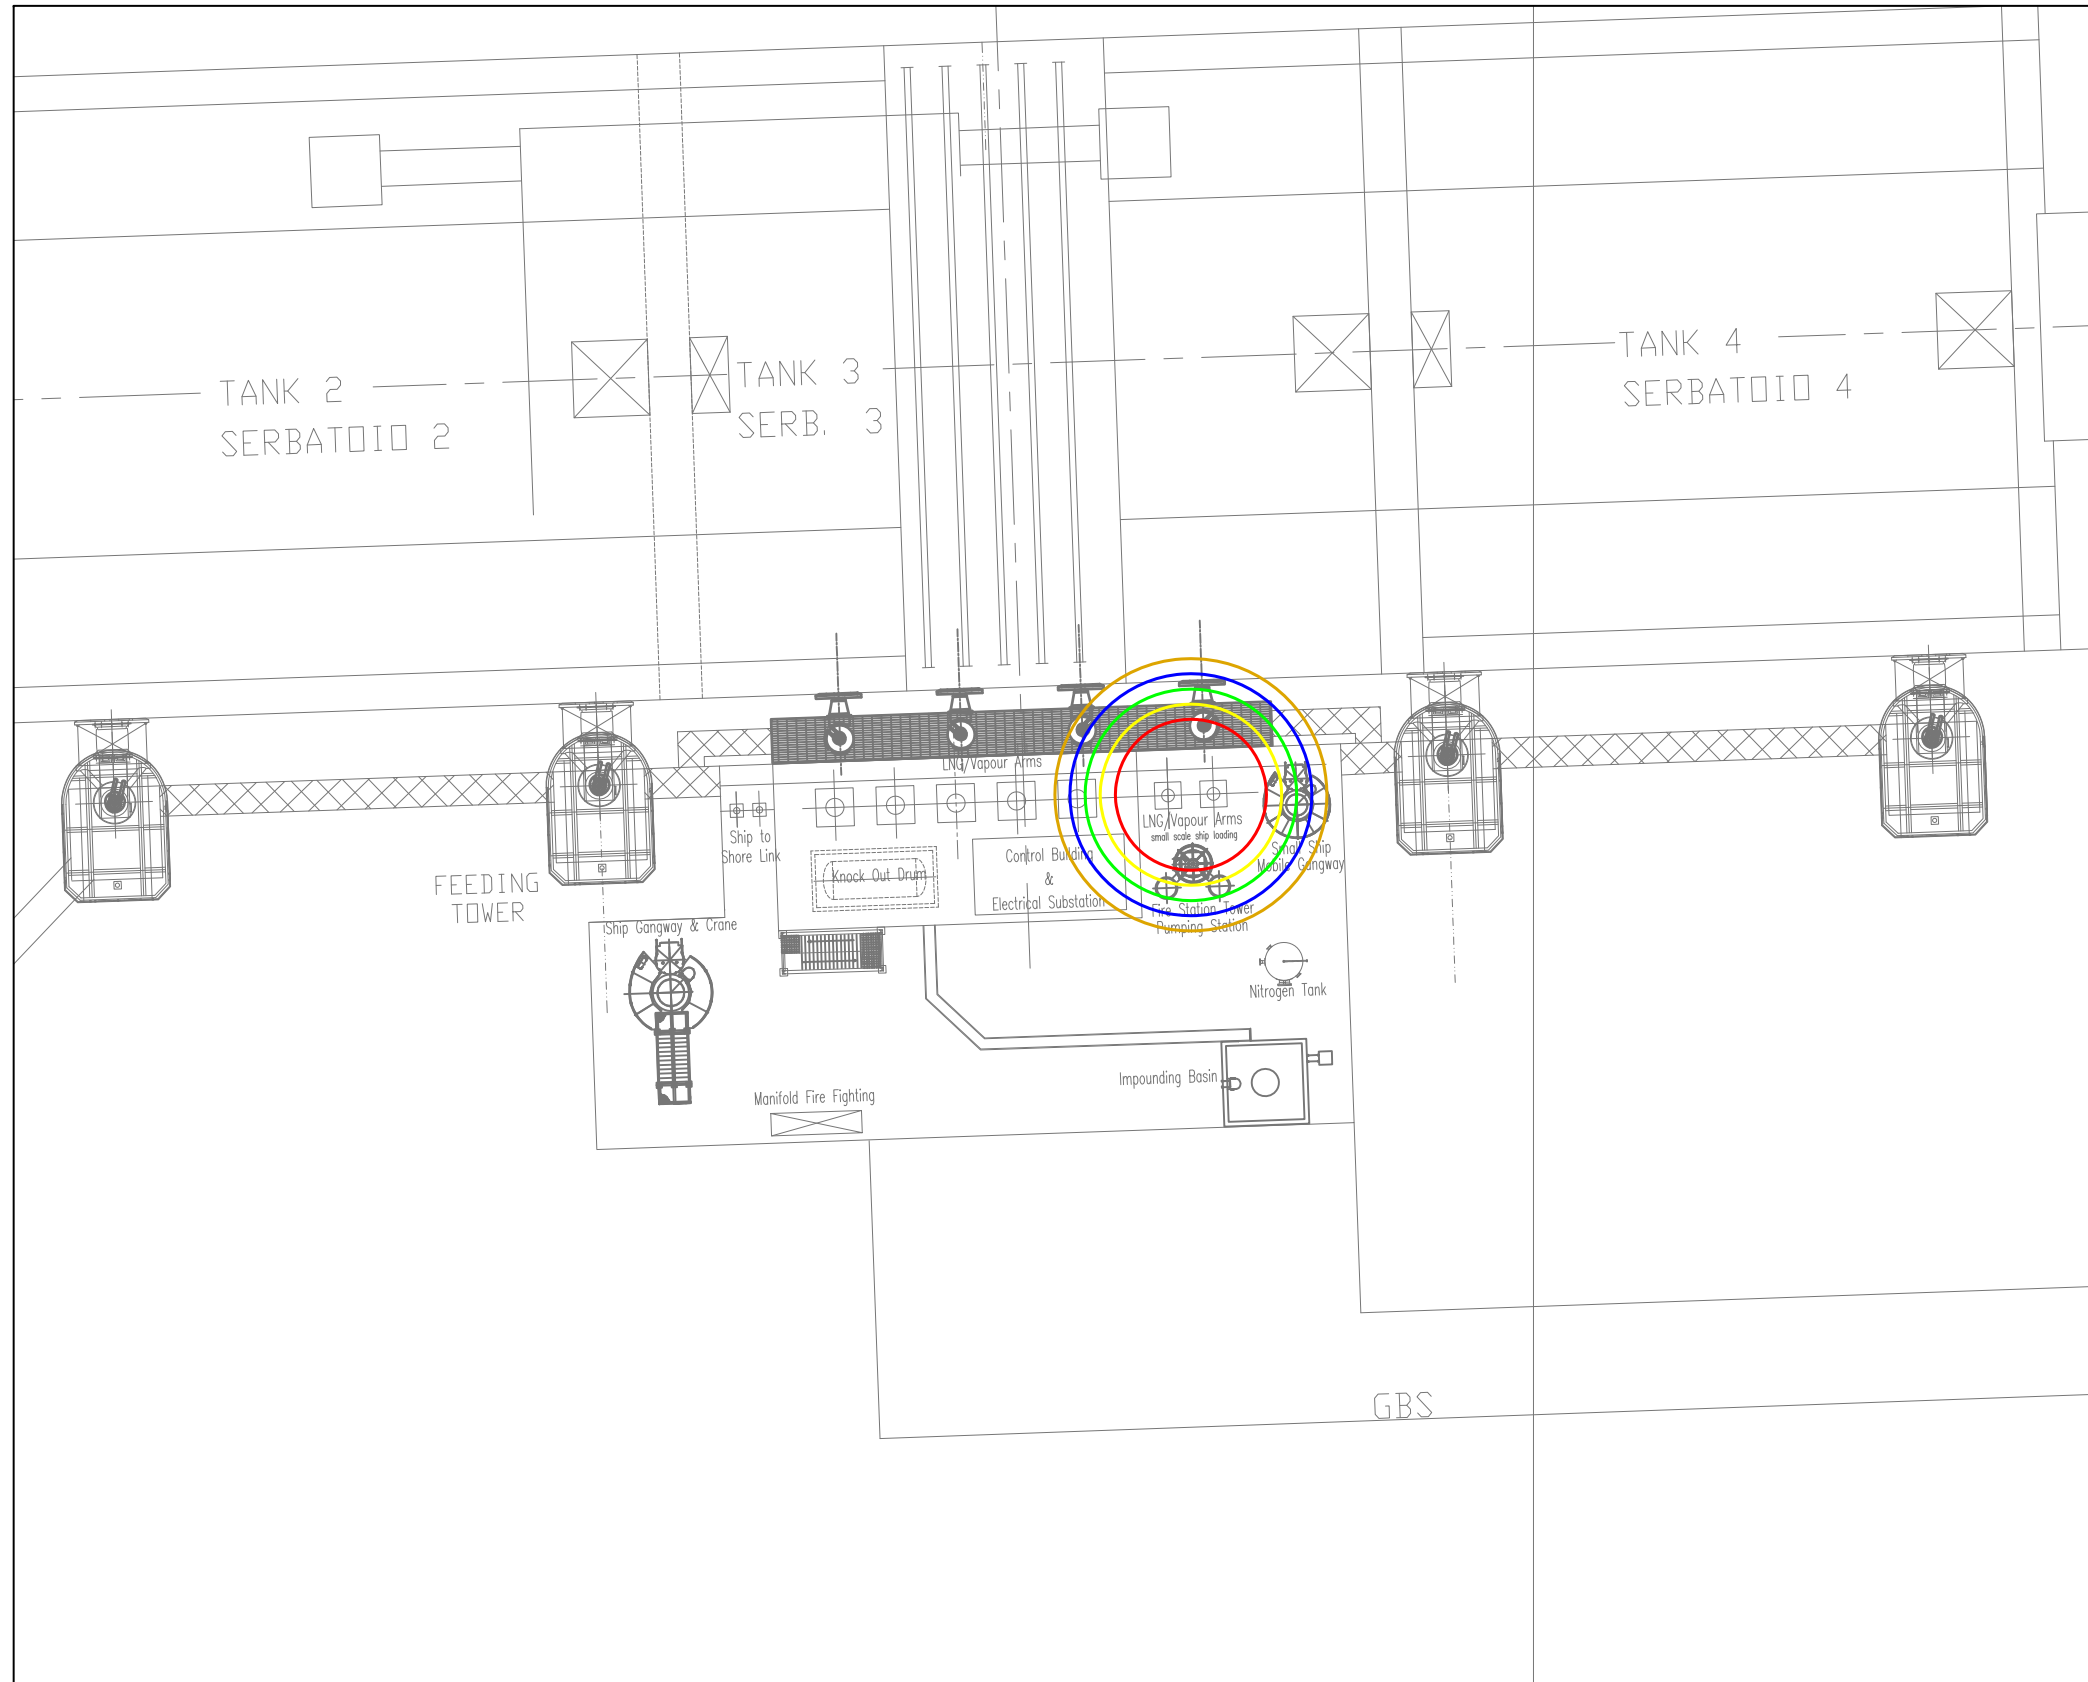 TANK 2
SERBATOIO 2
TANK 3
SERB. 3
TANK 4
SERBATOIO 4
LNG/Vapour Arms
Ship to
Shore Link
LNG/Vapour Arms
small scale ship loading
Knock Out Drum
Control Building
&
Electrical Substation
Small Ship
Mobile Gangway
FEEDING
TOWER
Ship Gangway & Crane
Fire Station Tower
Pumping Station
Nitrogen Tank
Impounding Basin
Manifold Fire Fighting
GBS